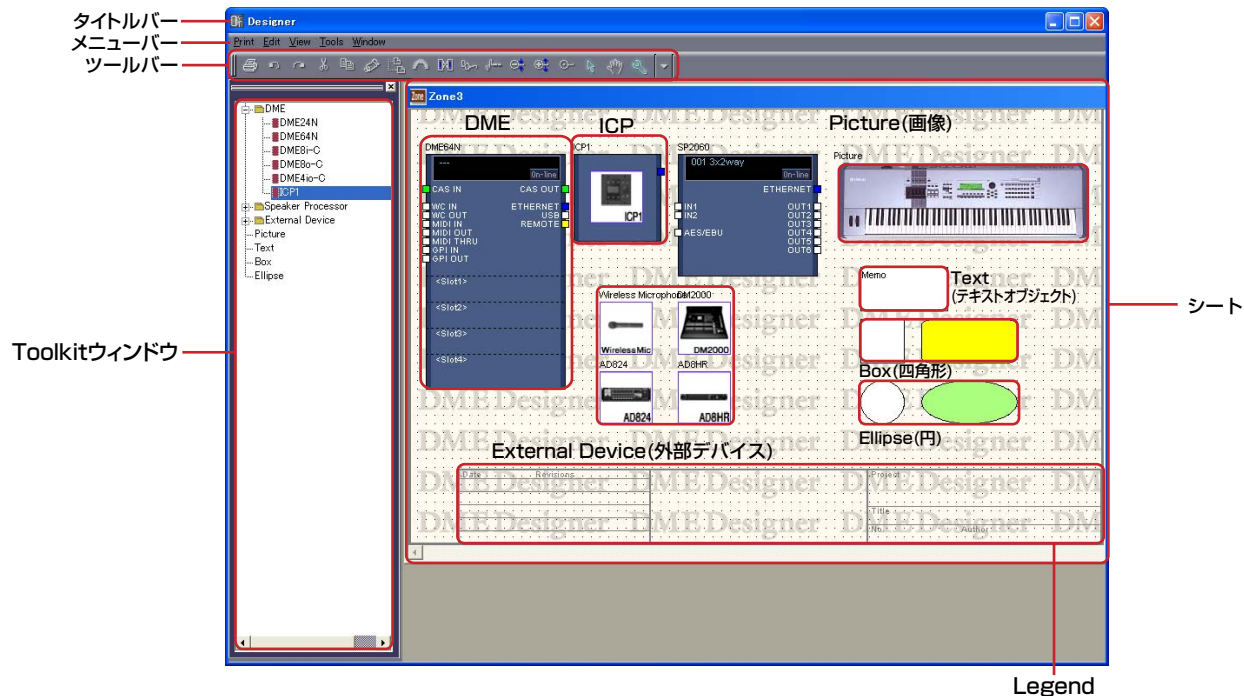 タイトルバー
メニューバー
ツールバー
Designer
Print Edit View Tools Window
Toolkitウィンドウ
DME
DME24N
DME64N
DME8i-C
DME8o-C
DME4io-C
ICP1
Speaker Processor
External Device
Picture
Text
Box
Ellipse
Zone
Zone3
DME
ICP
Picture(画像)
DME64N
---
On-line
CAS IN
CAS OUT
WC IN
ETHERNET
WC OUT
USB
MIDI IN
REMOTE
MIDI OUT
MIDI THRU
GPI IN
GPI OUT
<Slot1>
<Slot2>
<Slot3>
<Slot4>
ICP1
ICP1
SP2060
001 3x2way
On-line
ETHERNET
IN1
OUT1
IN2
OUT2
OUT3
AES/EBU
OUT4
OUT5
OUT6
Picture
Memo
Text
(テキストオブジェクト)
シート
Wireless Microphone
DM2000
WirelessMic
DM2000
AD824
AD8HR
AD824
AD8HR
Box(四角形)
Ellipse(円)
External Device(外部デバイス)
Date
Revisions
Project
Title
No.
Author
DME Designer
Legend